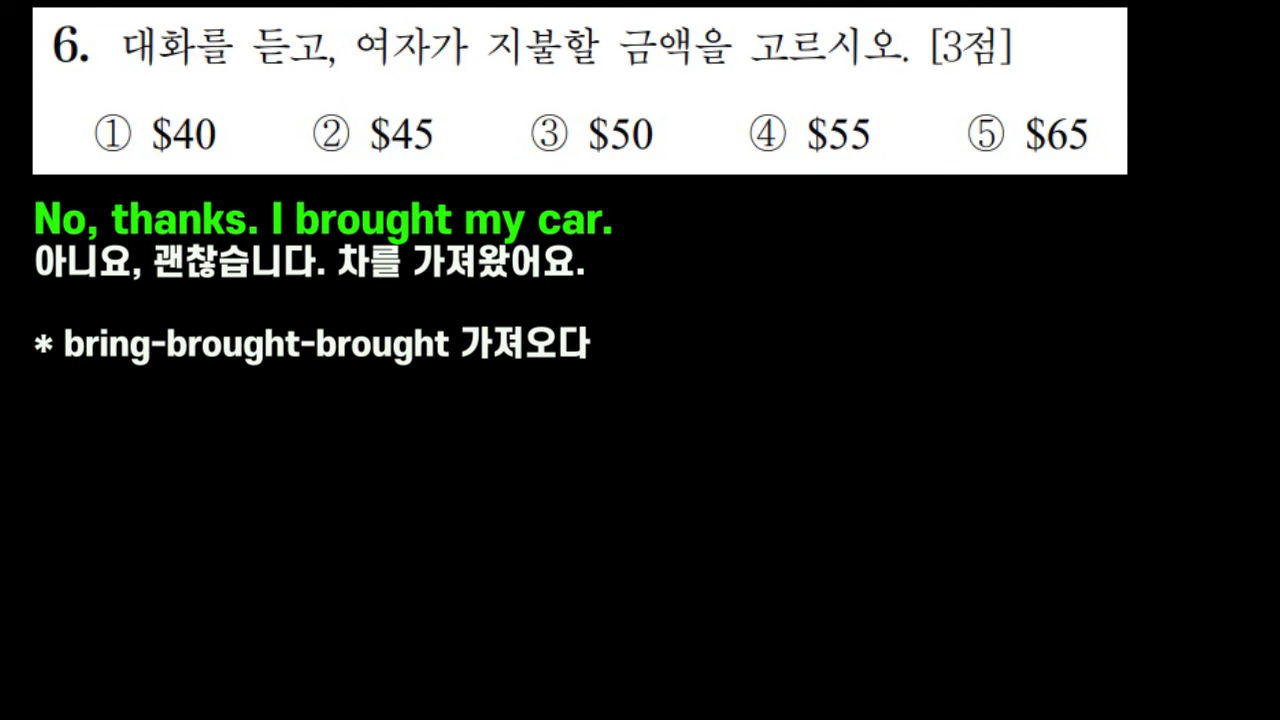 6. 대화를 듣고, 여자가 지불할 금액을 고르시오. [3점]
① $40 ② $45 ③ $50 ④ $55 ⑤ $65
No, thanks. I brought my car.
아니요, 괜찮습니다. 차를 가져왔어요.
* bring-brought-brought 가져오다